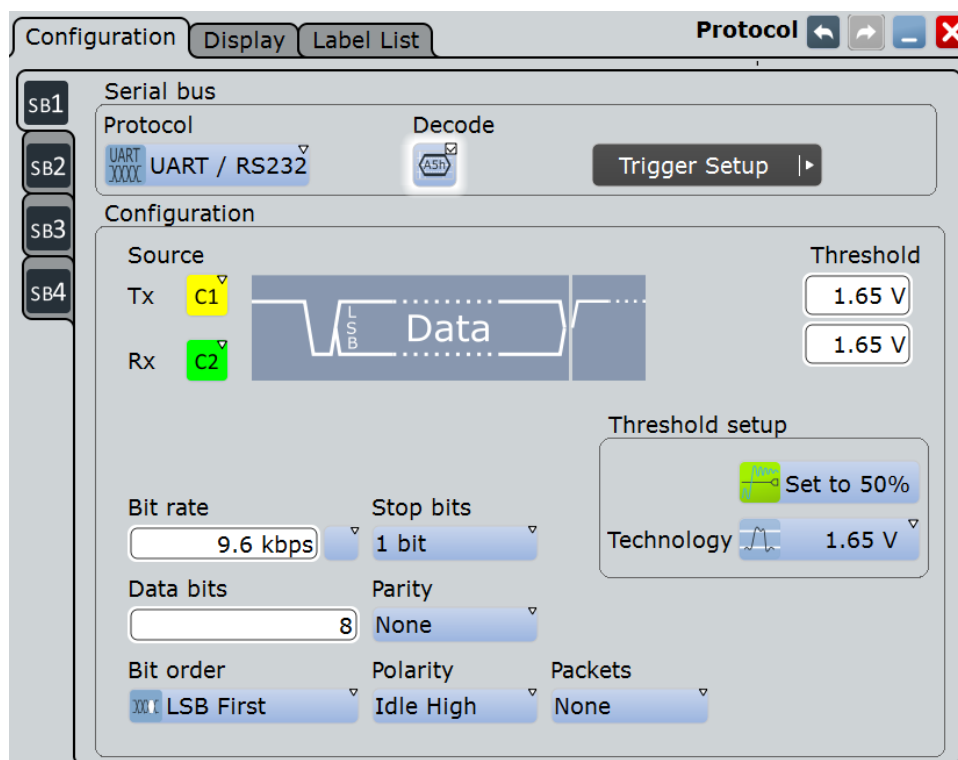 Configuration Display Label List Protocol
SB1 Serial bus
Protocol Decode
SB2 UART UART / RS232 A5h Trigger Setup
SB3 Configuration
Source Threshold
SB4 Tx C1 LSB Data 1.65 V
Rx C2 1.65 V
Threshold setup
Set to 50%
Bit rate Stop bits
9.6 kbps 1 bit Technology 1.65 V
Data bits Parity
8 None
Bit order Polarity Packets
LSB First Idle High None